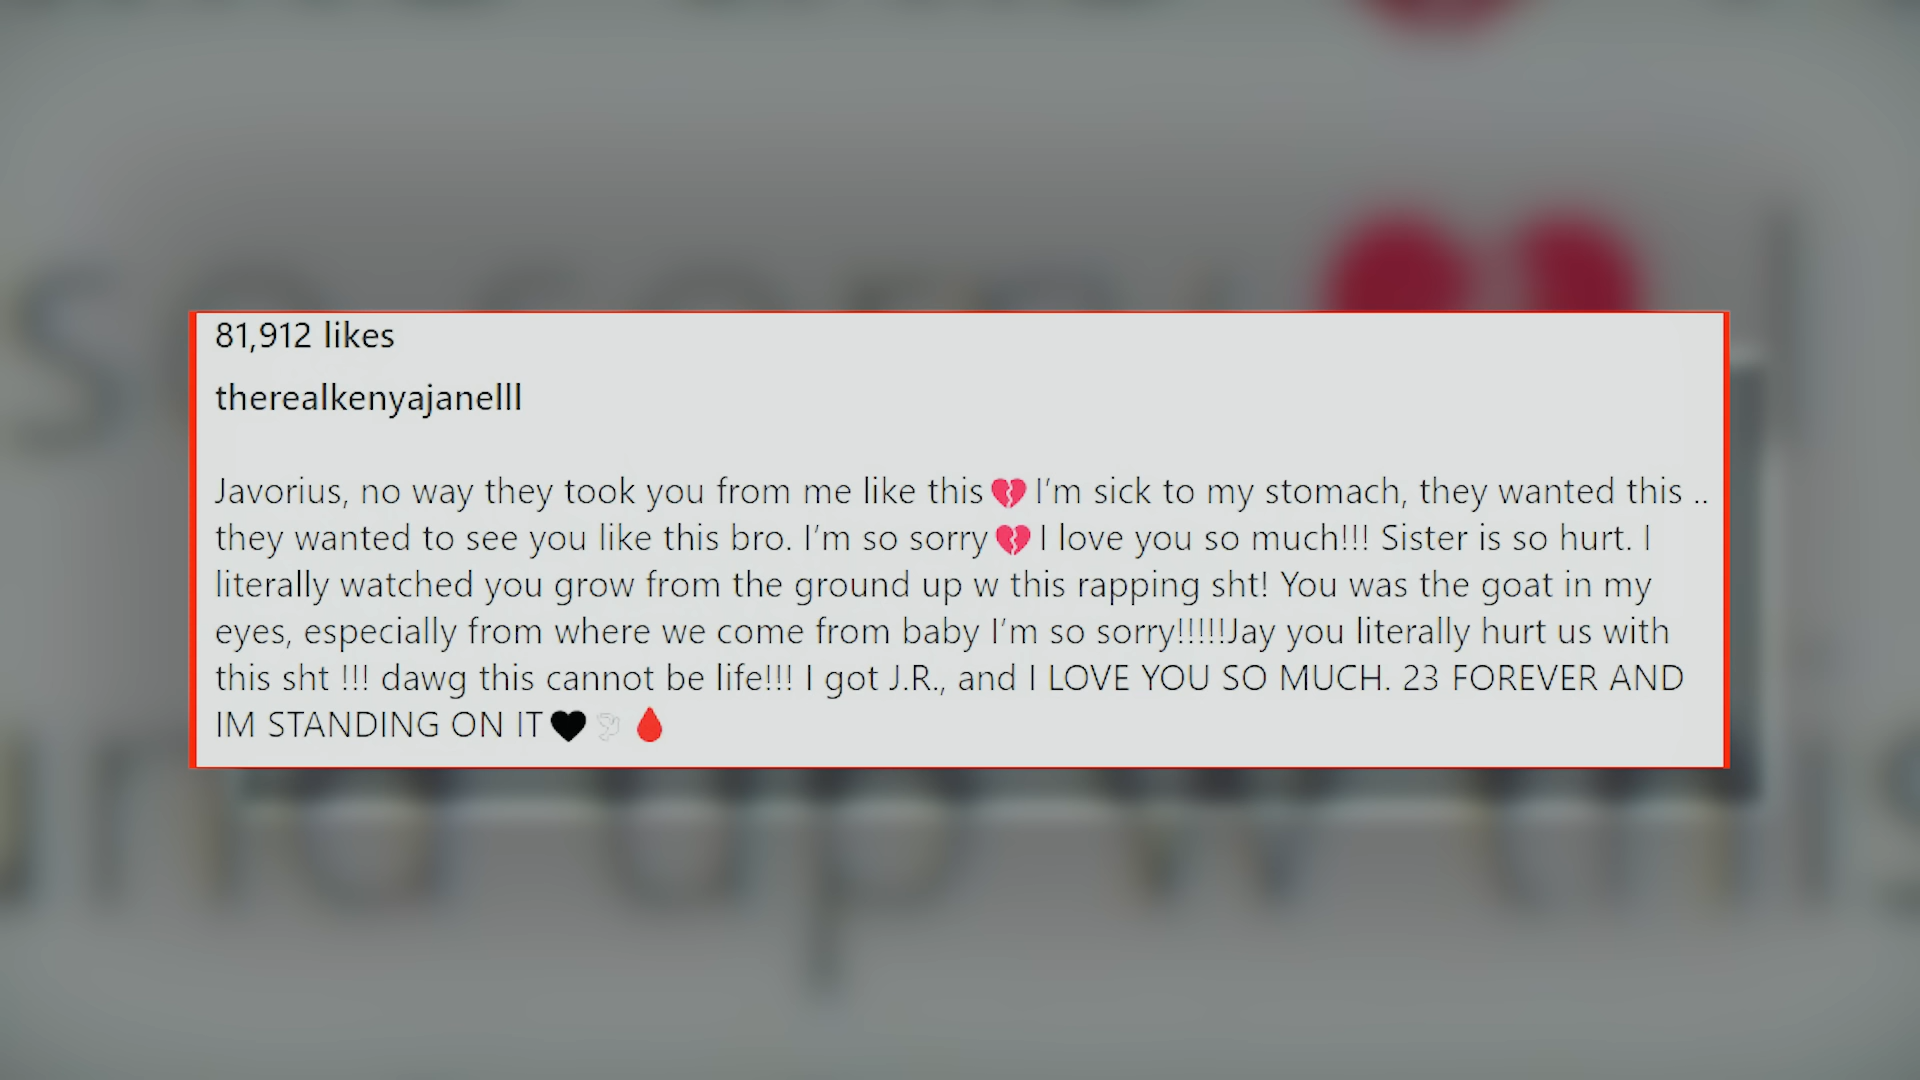 81,912 likes
therealkenyajanelll
Javorius, no way they took you from me like this💔I’m sick to my stomach, they wanted this ..
they wanted to see you like this bro. I’m so sorry💔I love you so much!!! Sister is so hurt. I
literally watched you grow from the ground up w this rapping sht! You was the goat in my
eyes, especially from where we come from baby I’m so sorry!!!!!Jay you literally hurt us with
this sht !!! dawg this cannot be life!!! I got J.R., and I LOVE YOU SO MUCH. 23 FOREVER AND
IM STANDING ON IT🖤🕊🩸